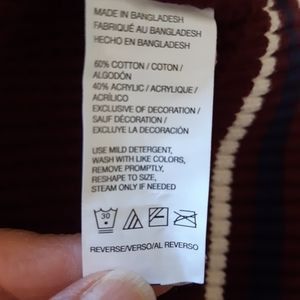 MADE IN BANGLADESH
FABRIQUÉ AU BANGLADESH
HECHO EN BANGLADESH
60% COTTON / COTON /
ALGODÓN
40% ACRYLIC / ACRYLIQUE /
ACRÍLICO
EXCLUSIVE OF DECORATION /
SAUF DÉCORATION /
EXCLUYE LA DECORACIÓN
USE MILD DETERGENT,
WASH WITH LIKE COLORS,
REMOVE PROMPTLY,
RESHAPE TO SIZE,
STEAM ONLY IF NEEDED
30
REVERSE/VERSO/AL REVERSO